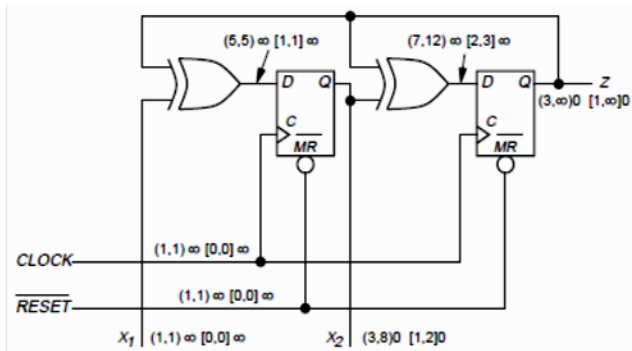 (5,5) ∞ [1,1] ∞
(7,12) ∞ [2,3] ∞
D Q
D Q
Z
(3,∞)0 [1,∞]0
C
C
MR
MR
(1,1) ∞ [0,0] ∞
CLOCK
(1,1) ∞ [0,0] ∞
RESET
X1 (1,1) ∞ [0,0] ∞
X2 (3,8)0 [1,2]0